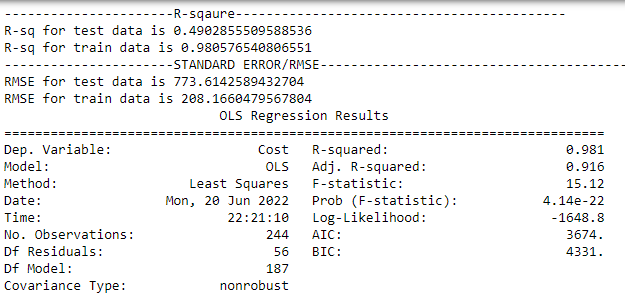 ----------------------R-sqaure-------------------------------------------
R-sq for test data is 0.4902855509588536
R-sq for train data is 0.980576540806551
----------------------STANDARD ERROR/RMSE----------------------------------------
RMSE for test data is 773.6142589432704
RMSE for train data is 208.1660479567804
OLS Regression Results
==============================================================================
Dep. Variable: Cost R-squared: 0.981
Model: OLS Adj. R-squared: 0.916
Method: Least Squares F-statistic: 15.12
Date: Mon, 20 Jun 2022 Prob (F-statistic): 4.14e-22
Time: 22:21:10 Log-Likelihood: -1648.8
No. Observations: 244 AIC: 3674.
Df Residuals: 56 BIC: 4331.
Df Model: 187
Covariance Type: nonrobust